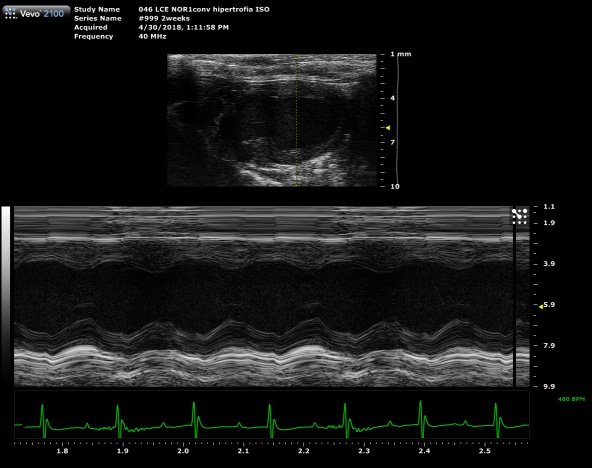 Vevo 2100
Study Name 046 LCE NOR1conv hipertrofia ISO
Series Name #999 2weeks
Acquired 4/30/2018, 1:11:58 PM
Frequency 40 MHz
1 mm
4
7
10
1.1
1.9
3.9
5.9
7.9
9.9
480 BPM
1.8 1.9 2.0 2.1 2.2 2.3 2.4 2.5